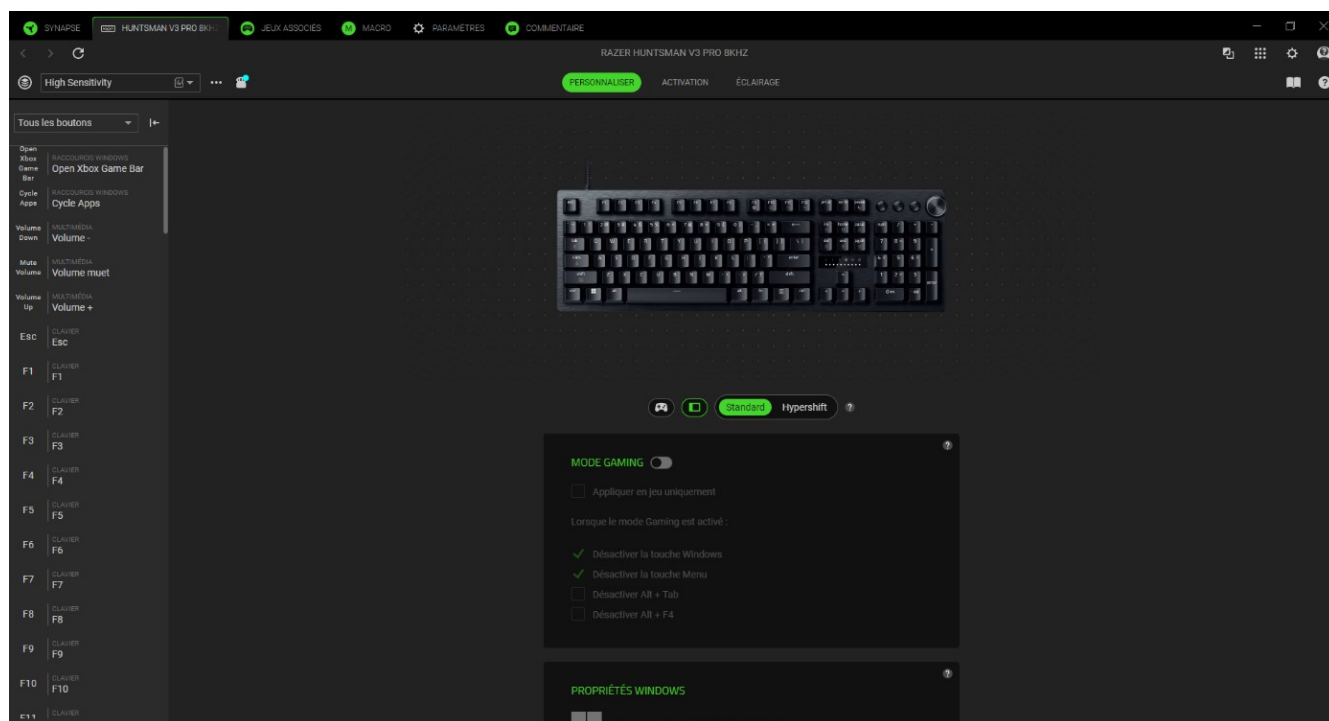 SYNAPSE
HUNTSMAN V3 PRO 8KHZ
JEUX ASSOCIÉS
MACRO
PARAMÈTRES
COMMENTAIRE
RAZER HUNTSMAN V3 PRO 8KHZ
High Sensitivity
PERSONNALISER
ACTIVATION
ÉCLAIRAGE
Tous les boutons
Open
Xbox
Game
Bar
RACCOURCIS WINDOWS
Open Xbox Game Bar
Cycle
Apps
RACCOURCIS WINDOWS
Cycle Apps
Volume
Down
MULTIMÉDIA
Volume -
Mute
Volume
MULTIMÉDIA
Volume muet
Volume
Up
MULTIMÉDIA
Volume +
Esc
CLAVIER
Esc
F1
CLAVIER
F1
F2
CLAVIER
F2
F3
CLAVIER
F3
F4
CLAVIER
F4
F5
CLAVIER
F5
F6
CLAVIER
F6
F7
CLAVIER
F7
F8
CLAVIER
F8
F9
CLAVIER
F9
F10
CLAVIER
F10
F11
CLAVIER
Standard
Hypershift
MODE GAMING
Appliquer en jeu uniquement
Lorsque le mode Gaming est activé :
Désactiver la touche Windows
Désactiver la touche Menu
Désactiver Alt + Tab
Désactiver Alt + F4
PROPRIÉTÉS WINDOWS